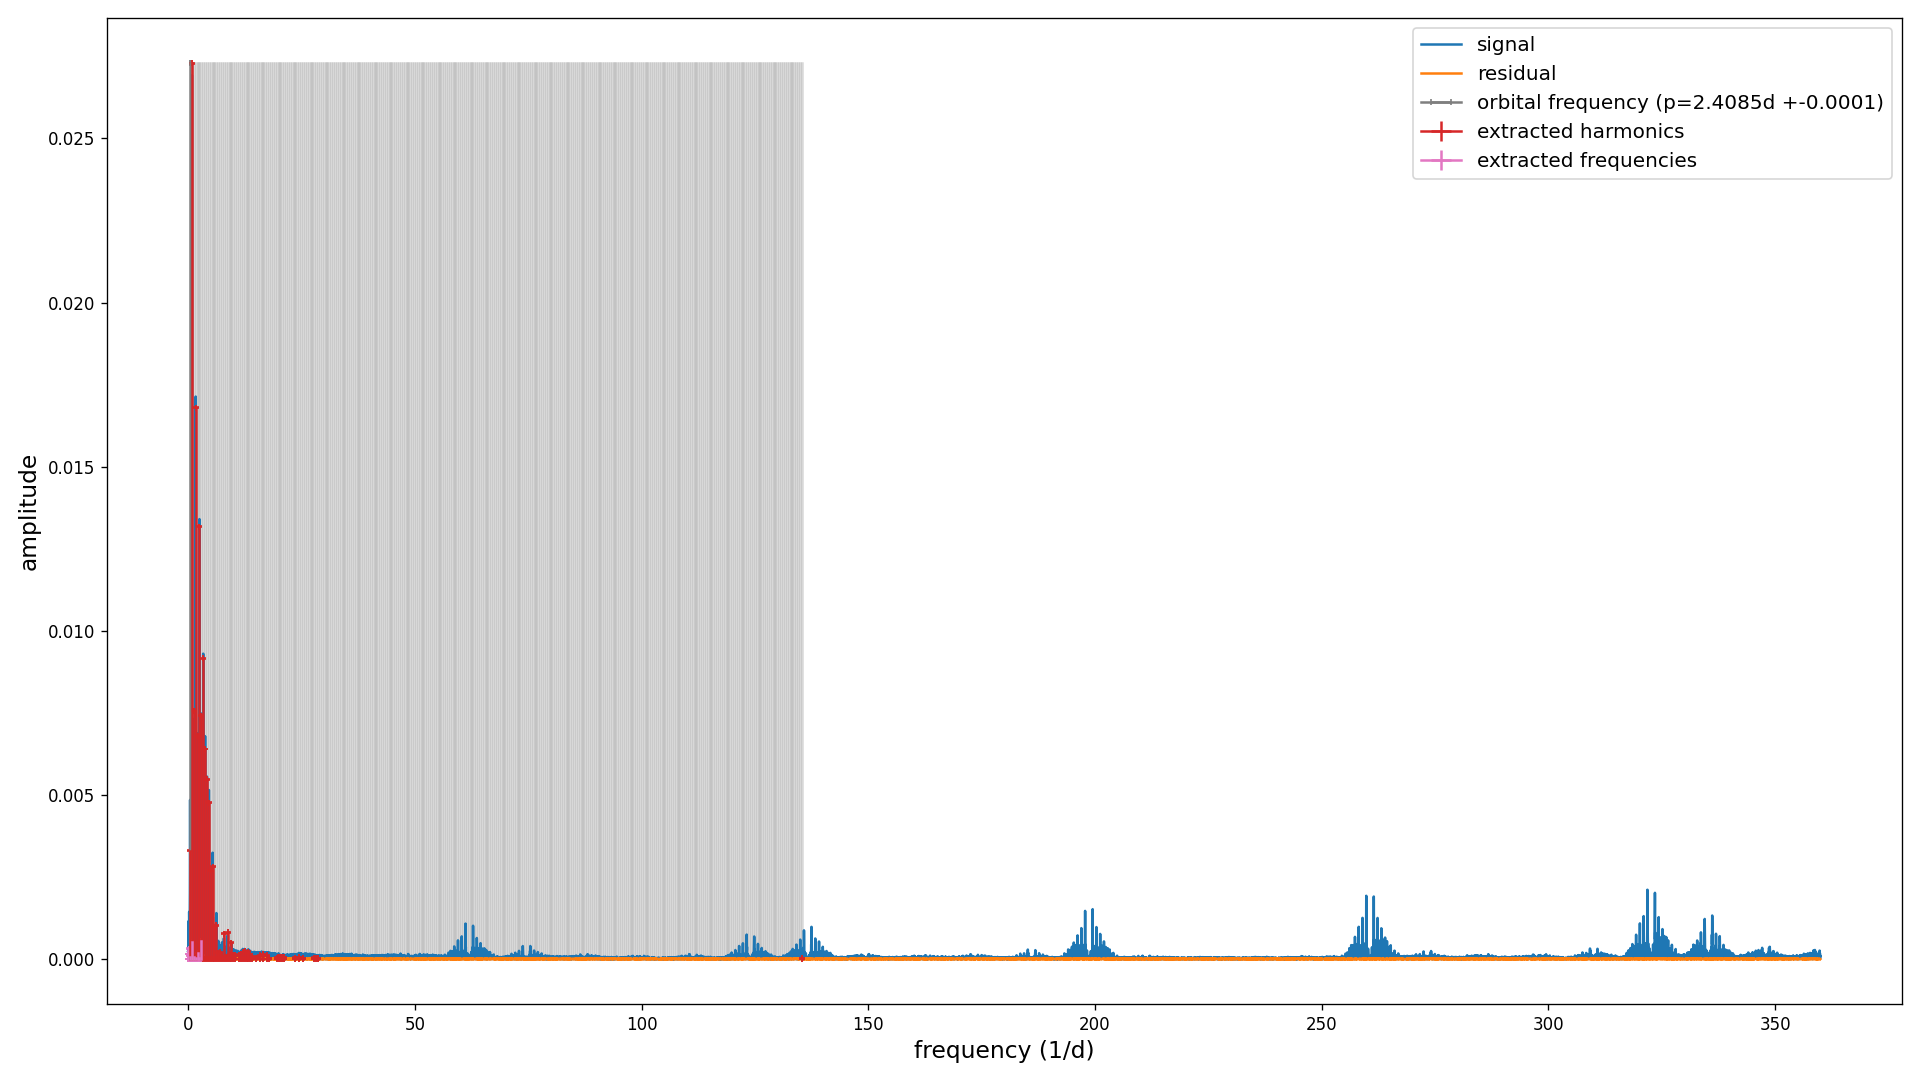 signal
residual
orbital frequency (p=2.4085d +-0.0001)
extracted harmonics
extracted frequencies
amplitude
0.025
0.020
0.015
0.010
0.005
0.000
0 50 100 150 200 250 300 350
frequency (1/d)